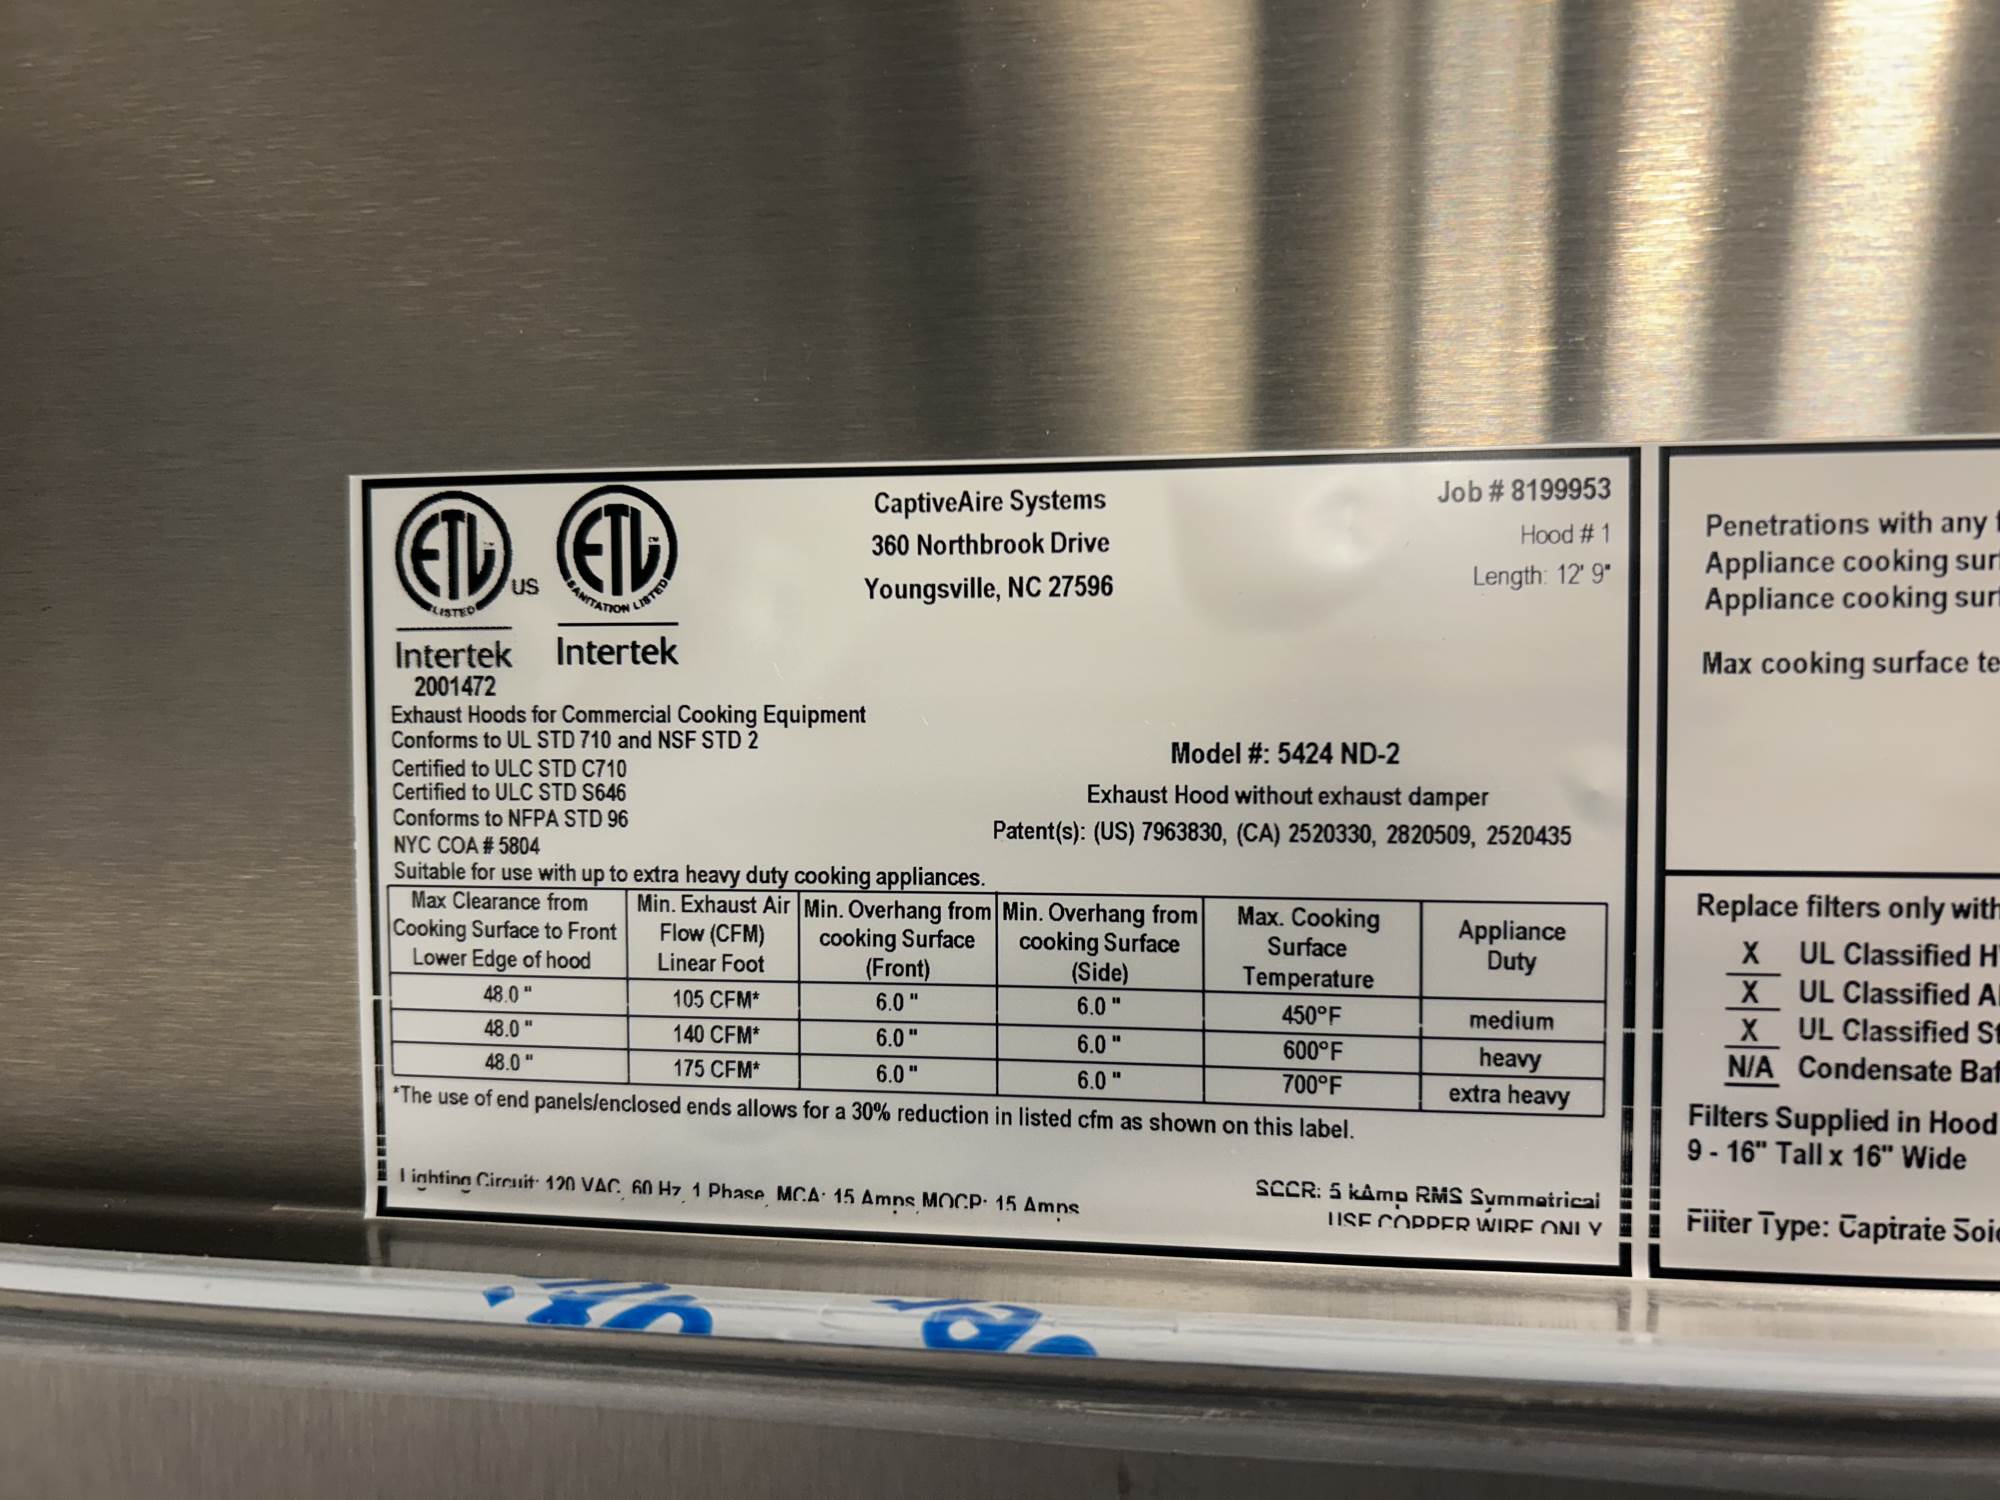 ETL
LISTED
US
Intertek
2001472
ETL
SANITATION LISTED
Intertek
CaptiveAire Systems
360 Northbrook Drive
Youngsville, NC 27596
Job # 8199953
Hood # 1
Length: 12' 9"
Exhaust Hoods for Commercial Cooking Equipment
Conforms to UL STD 710 and NSF STD 2
Certified to ULC STD C710
Certified to ULC STD S646
Conforms to NFPA STD 96
NYC COA # 5804
Model #: 5424 ND-2
Exhaust Hood without exhaust damper
Patent(s): (US) 7963830, (CA) 2520330, 2820509, 2520435
Suitable for use with up to extra heavy duty cooking appliances.
Max Clearance from Cooking Surface to Front Lower Edge of hood
Min. Exhaust Air Flow (CFM) Linear Foot
Min. Overhang from cooking Surface (Front)
Min. Overhang from cooking Surface (Side)
Max. Cooking Surface Temperature
Appliance Duty
48.0 " 105 CFM* 6.0 " 6.0 " 450°F medium
48.0 " 140 CFM* 6.0 " 6.0 " 600°F heavy
48.0 " 175 CFM* 6.0 " 6.0 " 700°F extra heavy
*The use of end panels/enclosed ends allows for a 30% reduction in listed cfm as shown on this label.
Lighting Circuit: 120 VAC, 60 Hz, 1 Phase, MCA: 15 Amps MOCP: 15 Amps
SCCR: 5 kAmp RMS Symmetrical
USE COPPER WIRE ONLY
Penetrations with any
Appliance cooking
Appliance cooking
Max cooking surface
Replace filters only with
X UL Classified
X UL Classified
X UL Classified
N/A Condensate
Filters Supplied in Hood
9 - 16" Tall x 16" Wide
Filter Type: Captrate